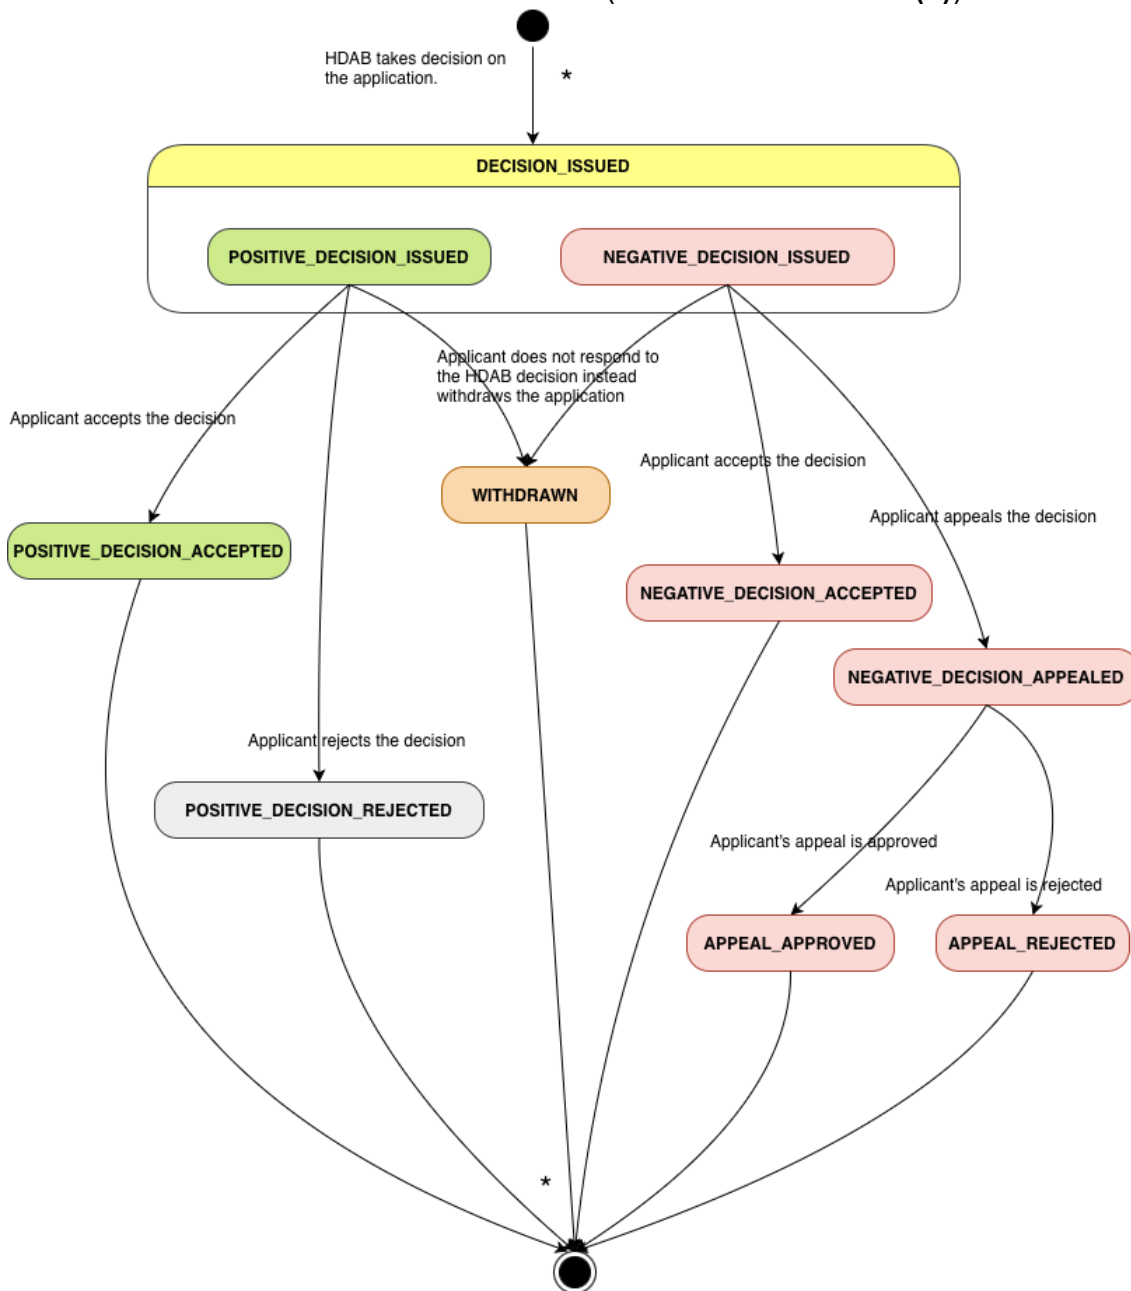 HDAB takes decision on
the application.
*
DECISION_ISSUED
POSITIVE_DECISION_ISSUED
NEGATIVE_DECISION_ISSUED
Applicant does not respond to
the HDAB decision instead
withdraws the application
Applicant accepts the decision
Applicant accepts the decision
WITHDRAWN
Applicant appeals the decision
POSITIVE_DECISION_ACCEPTED
NEGATIVE_DECISION_ACCEPTED
NEGATIVE_DECISION_APPEALED
Applicant rejects the decision
POSITIVE_DECISION_REJECTED
Applicant's appeal is approved
Applicant's appeal is rejected
APPEAL_APPROVED
APPEAL_REJECTED
*